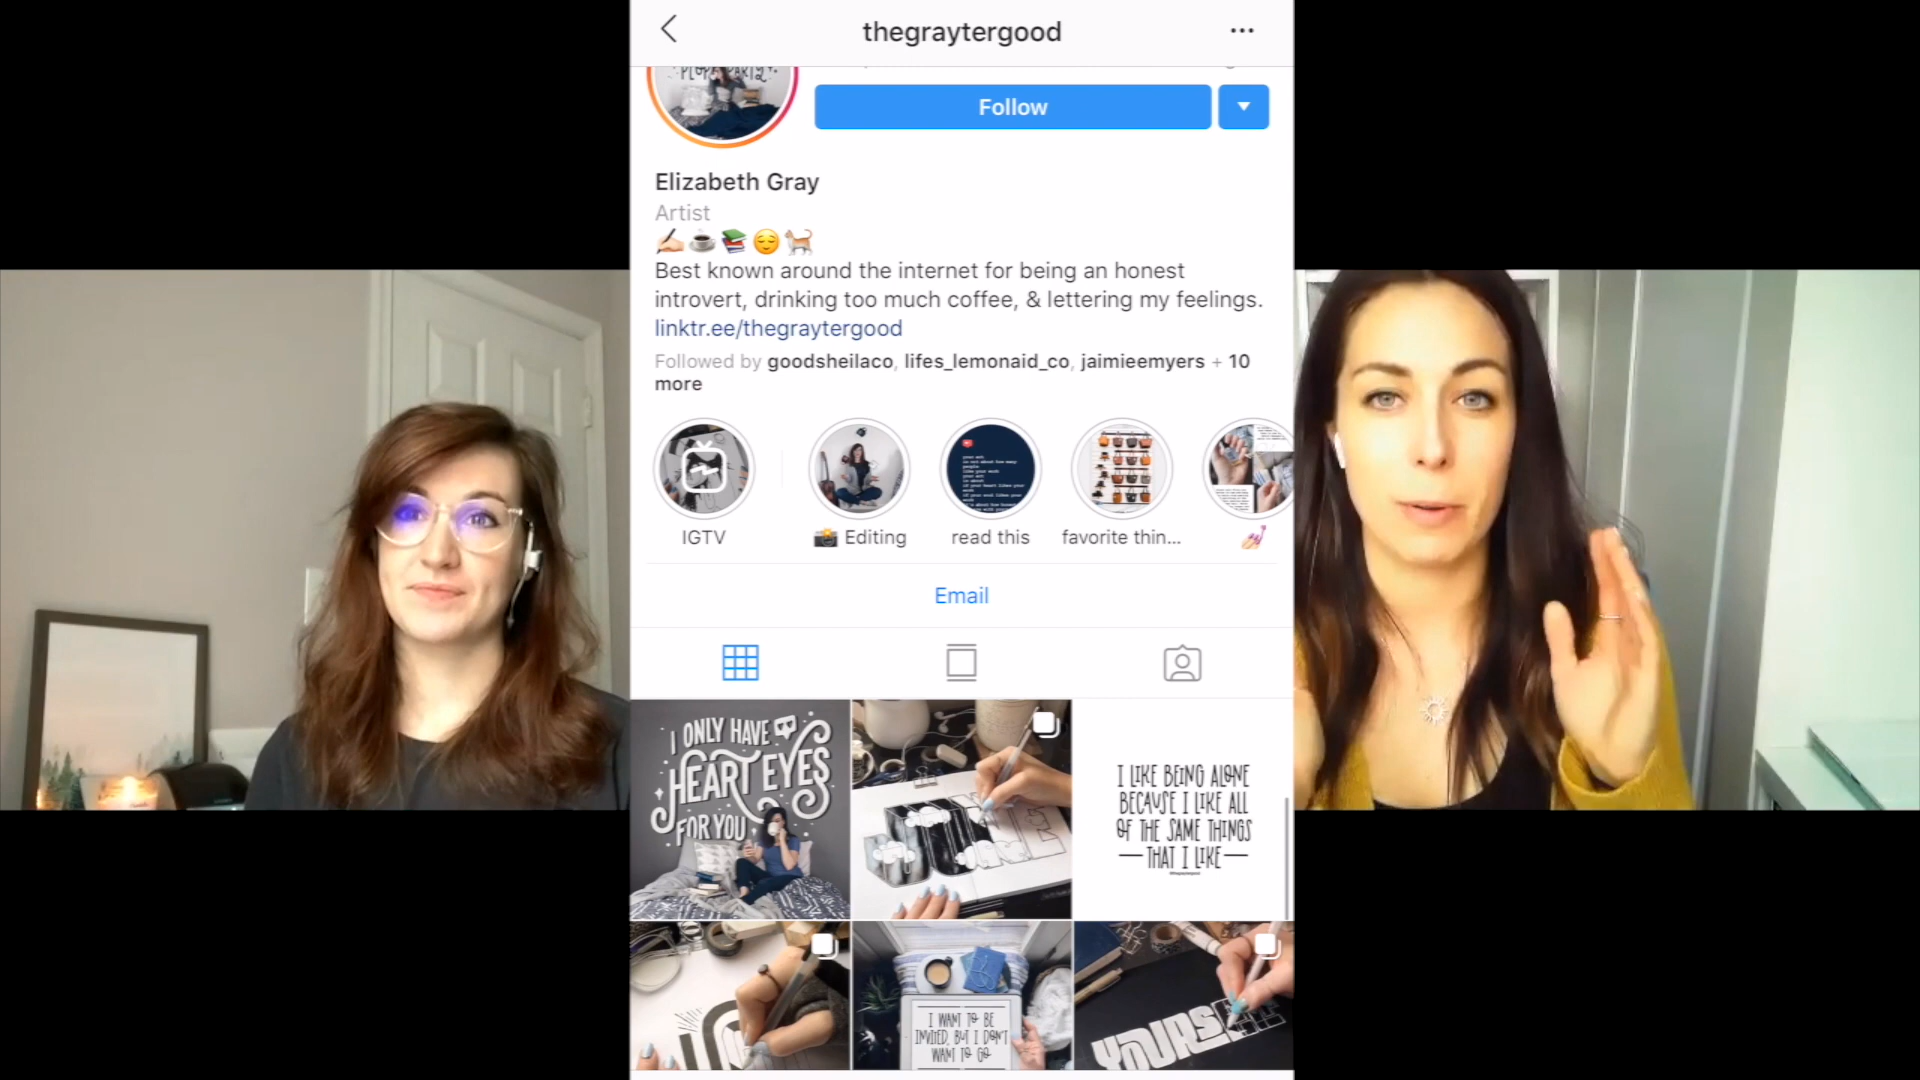 thegraytergood
Follow
Elizabeth Gray
Artist
Best known around the internet for being an honest
introvert, drinking too much coffee, & lettering my feelings.
linktr.ee/thegraytergood
Followed by goodsheilaco, lifes_lemonaid_co, jaimieemyers + 10
more
IGTV
Editing
read this
favorite thin...
Email
I ONLY HAVE
HEART EYES
FOR YOU
I LIKE BEING ALONE
BECAUSE I LIKE ALL
OF THE SAME THINGS
THAT I LIKE
I WANT TO BE
INVITED, BUT I DON'T
WANT TO GO